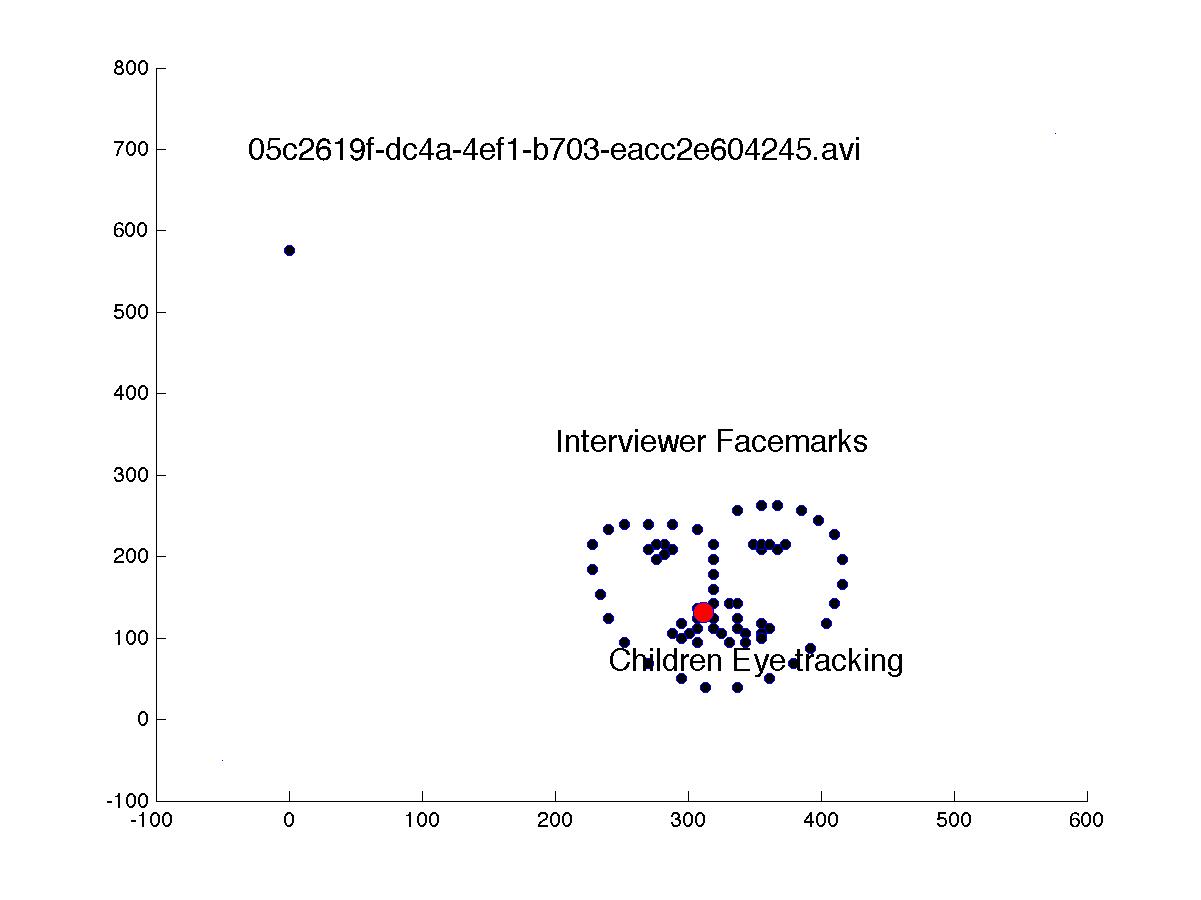 800
700
05c2619f-dc4a-4ef1-b703-eacc2e604245.avi
600
500
400
Interviewer Facemarks
300
200
100
Children Eye tracking
0
-100
-100 0 100 200 300 400 500 600